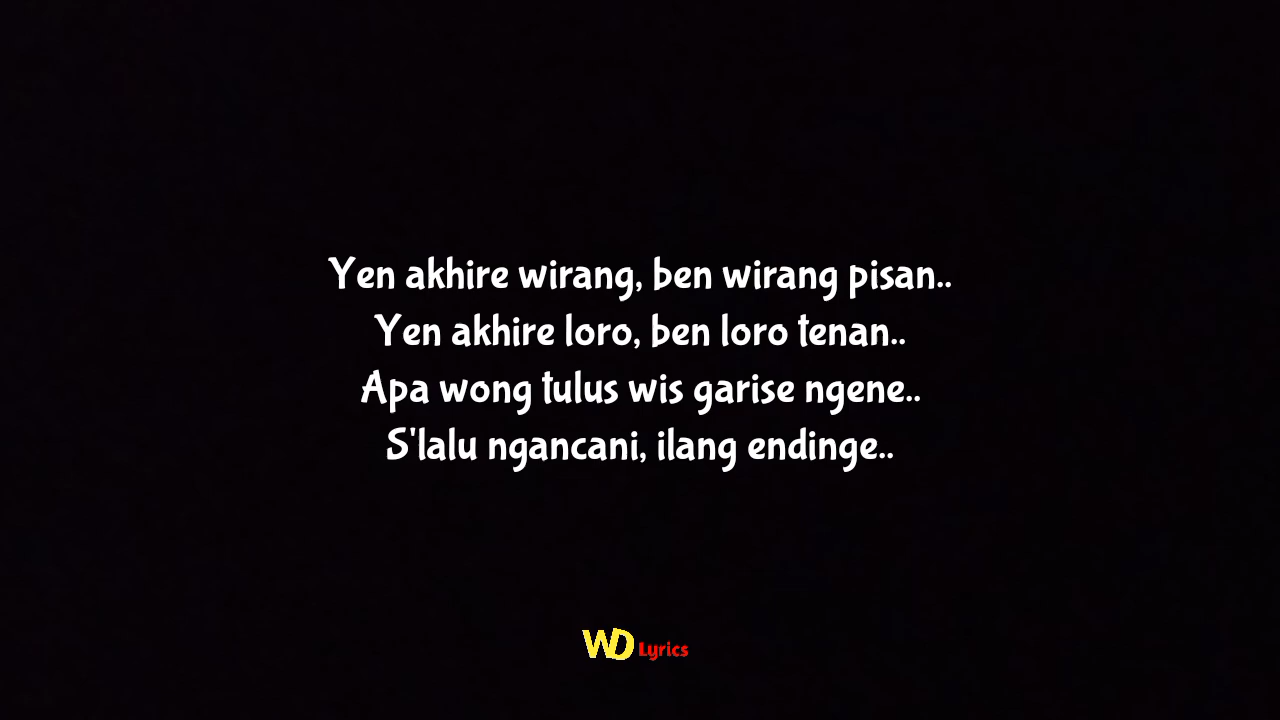 Yen akhire wirang, ben wirang pisan..
Yen akhire loro, ben loro tenan..
Apa wong tulus wis garise ngene..
S'lalu ngancani, ilang endinge..
WD Lyrics